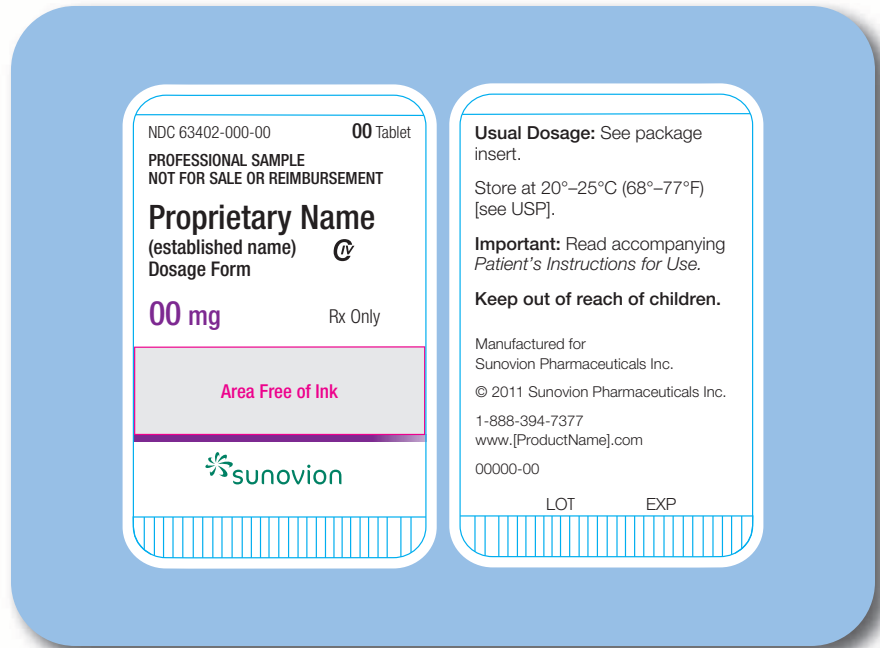 NDC 63402-000-00 00 Tablet
PROFESSIONAL SAMPLE
NOT FOR SALE OR REIMBURSEMENT
Proprietary Name
(established name) CIV
Dosage Form
00 mg Rx Only
Area Free of Ink
sunovion
Usual Dosage: See package
insert.
Store at 20°–25°C (68°–77°F)
[see USP].
Important: Read accompanying
Patient's Instructions for Use.
Keep out of reach of children.
Manufactured for
Sunovion Pharmaceuticals Inc.
© 2011 Sunovion Pharmaceuticals Inc.
1-888-394-7377
www.[ProductName].com
00000-00
LOT EXP